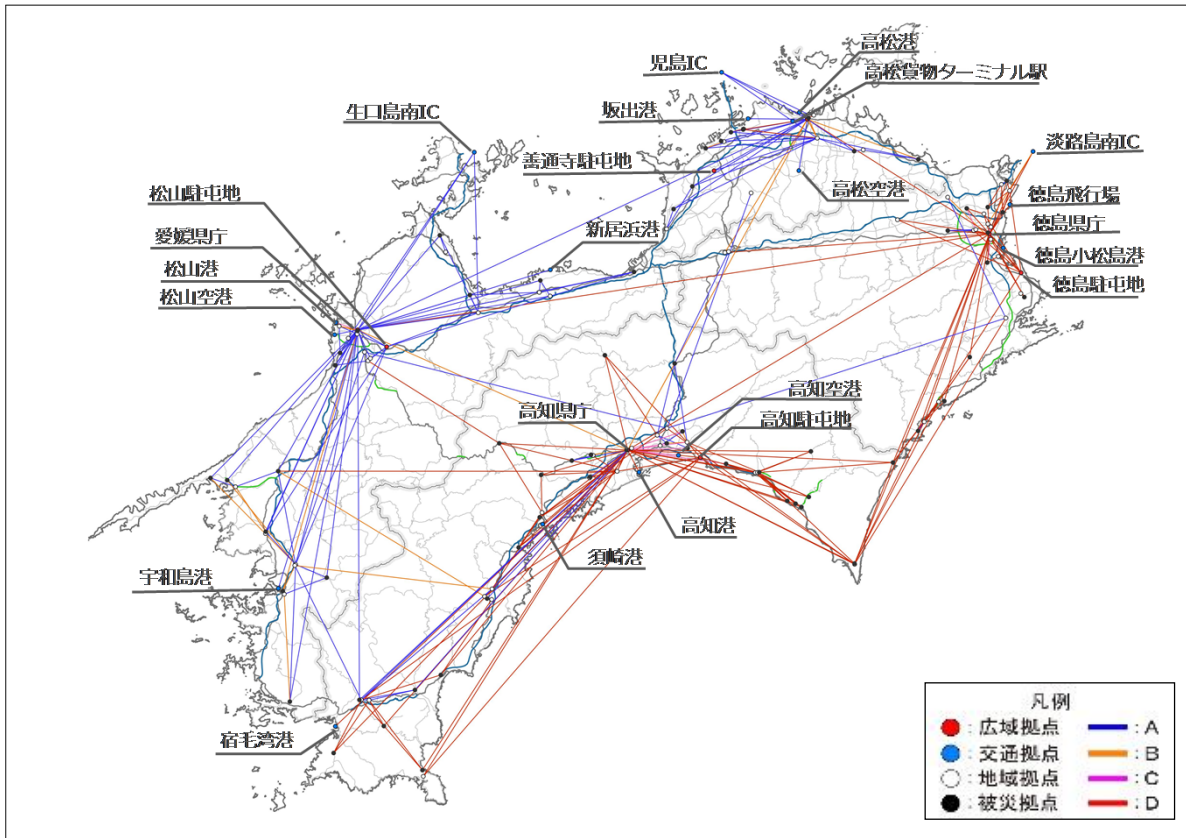 高松港
児島IC
高松貨物ターミナル駅
坂出港
生口島南IC
淡路島南IC
善通寺駐屯地
松山駐屯地
高松空港
徳島飛行場
愛媛県庁
新居浜港
徳島県庁
松山港
徳島小松島港
松山空港
徳島駐屯地
高知空港
高知県庁
高知駐屯地
高知港
須崎港
宇和島港
宿毛湾港
凡例
：広域拠点 ：A
：交通拠点 ：B
：地域拠点 ：C
：被災拠点 ：D